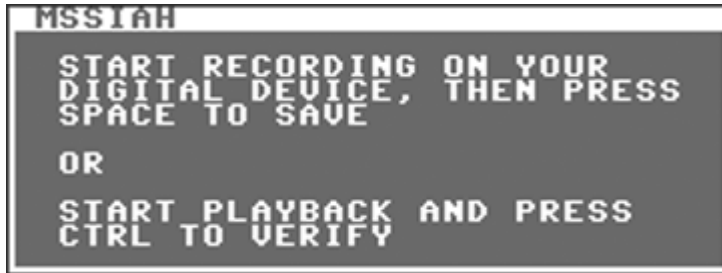 MSSIAH
START RECORDING ON YOUR
DIGITAL DEVICE, THEN PRESS
SPACE TO SAVE
OR
START PLAYBACK AND PRESS
CTRL TO VERIFY